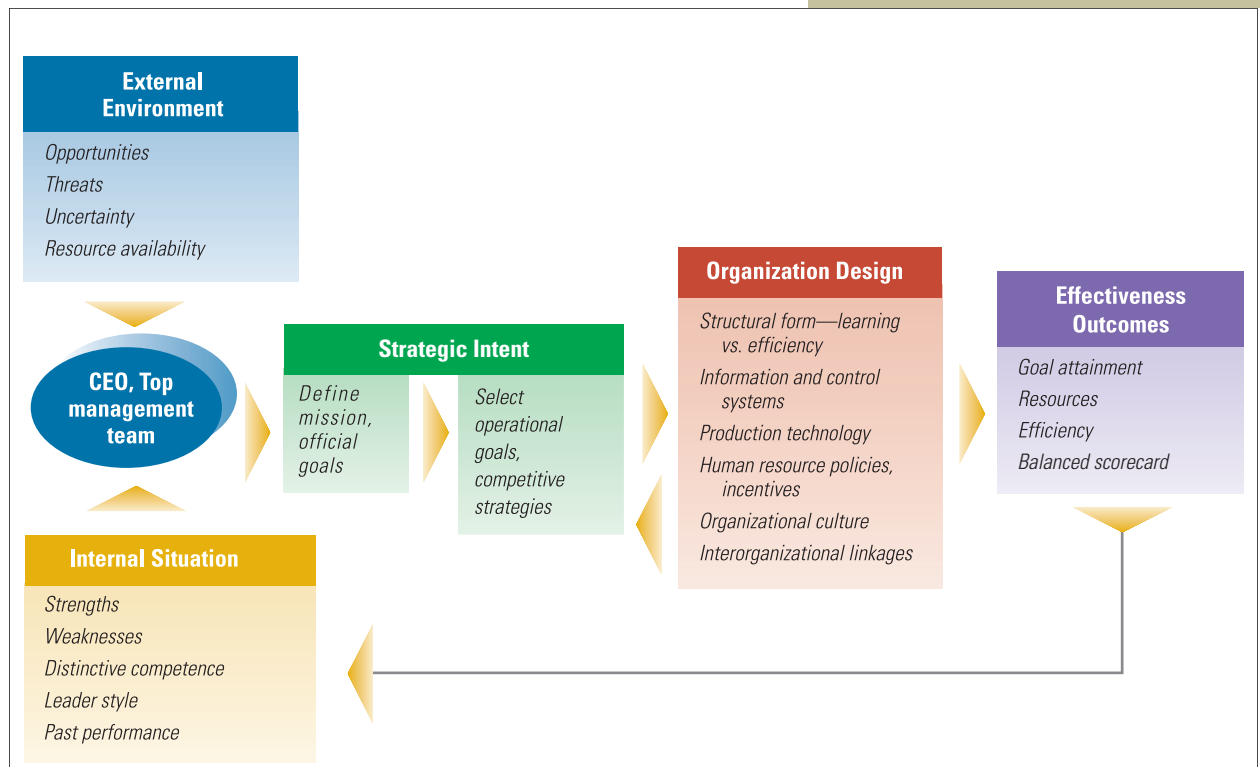 External
Environment
Opportunities
Threats
Uncertainty
Resource availability
CEO, Top
management
team
Internal Situation
Strengths
Weaknesses
Distinctive competence
Leader style
Past performance
Strategic Intent
Define
mission,
official
goals
Select
operational
goals,
competitive
strategies
Organization Design
Structural form—learning
vs. efficiency
Information and control
systems
Production technology
Human resource policies,
incentives
Organizational culture
Interorganizational linkages
Effectiveness
Outcomes
Goal attainment
Resources
Efficiency
Balanced scorecard